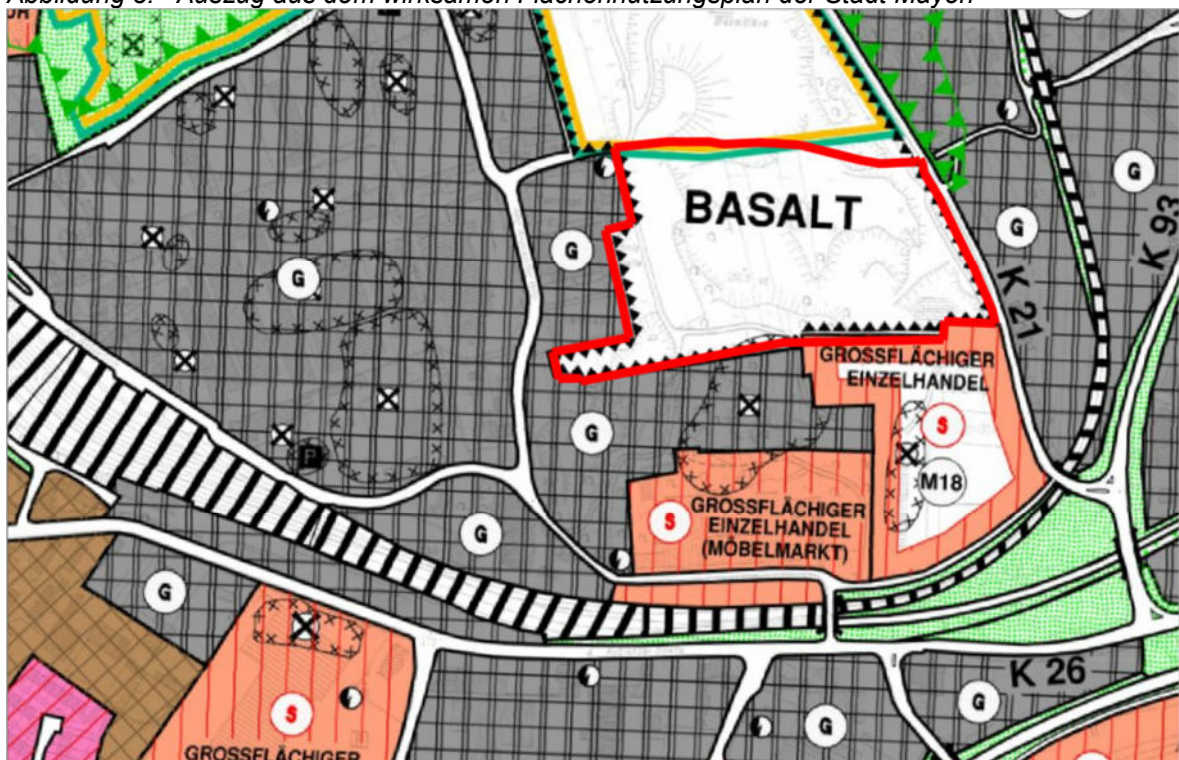 Abbildung 3: Auszug aus dem wirksamen Flächennutzungsplan der Stadt Mayen
G
BASALT
G
K 93
G
G
G
K 21
GROSSFLÄCHIGER
EINZELHANDEL
S
G
P
M18
GROSSFLÄCHIGER
EINZELHANDEL
(MÖBELMARKT)
S
G
G
K 26
G
S
G
GROSSFLÄCHIGER